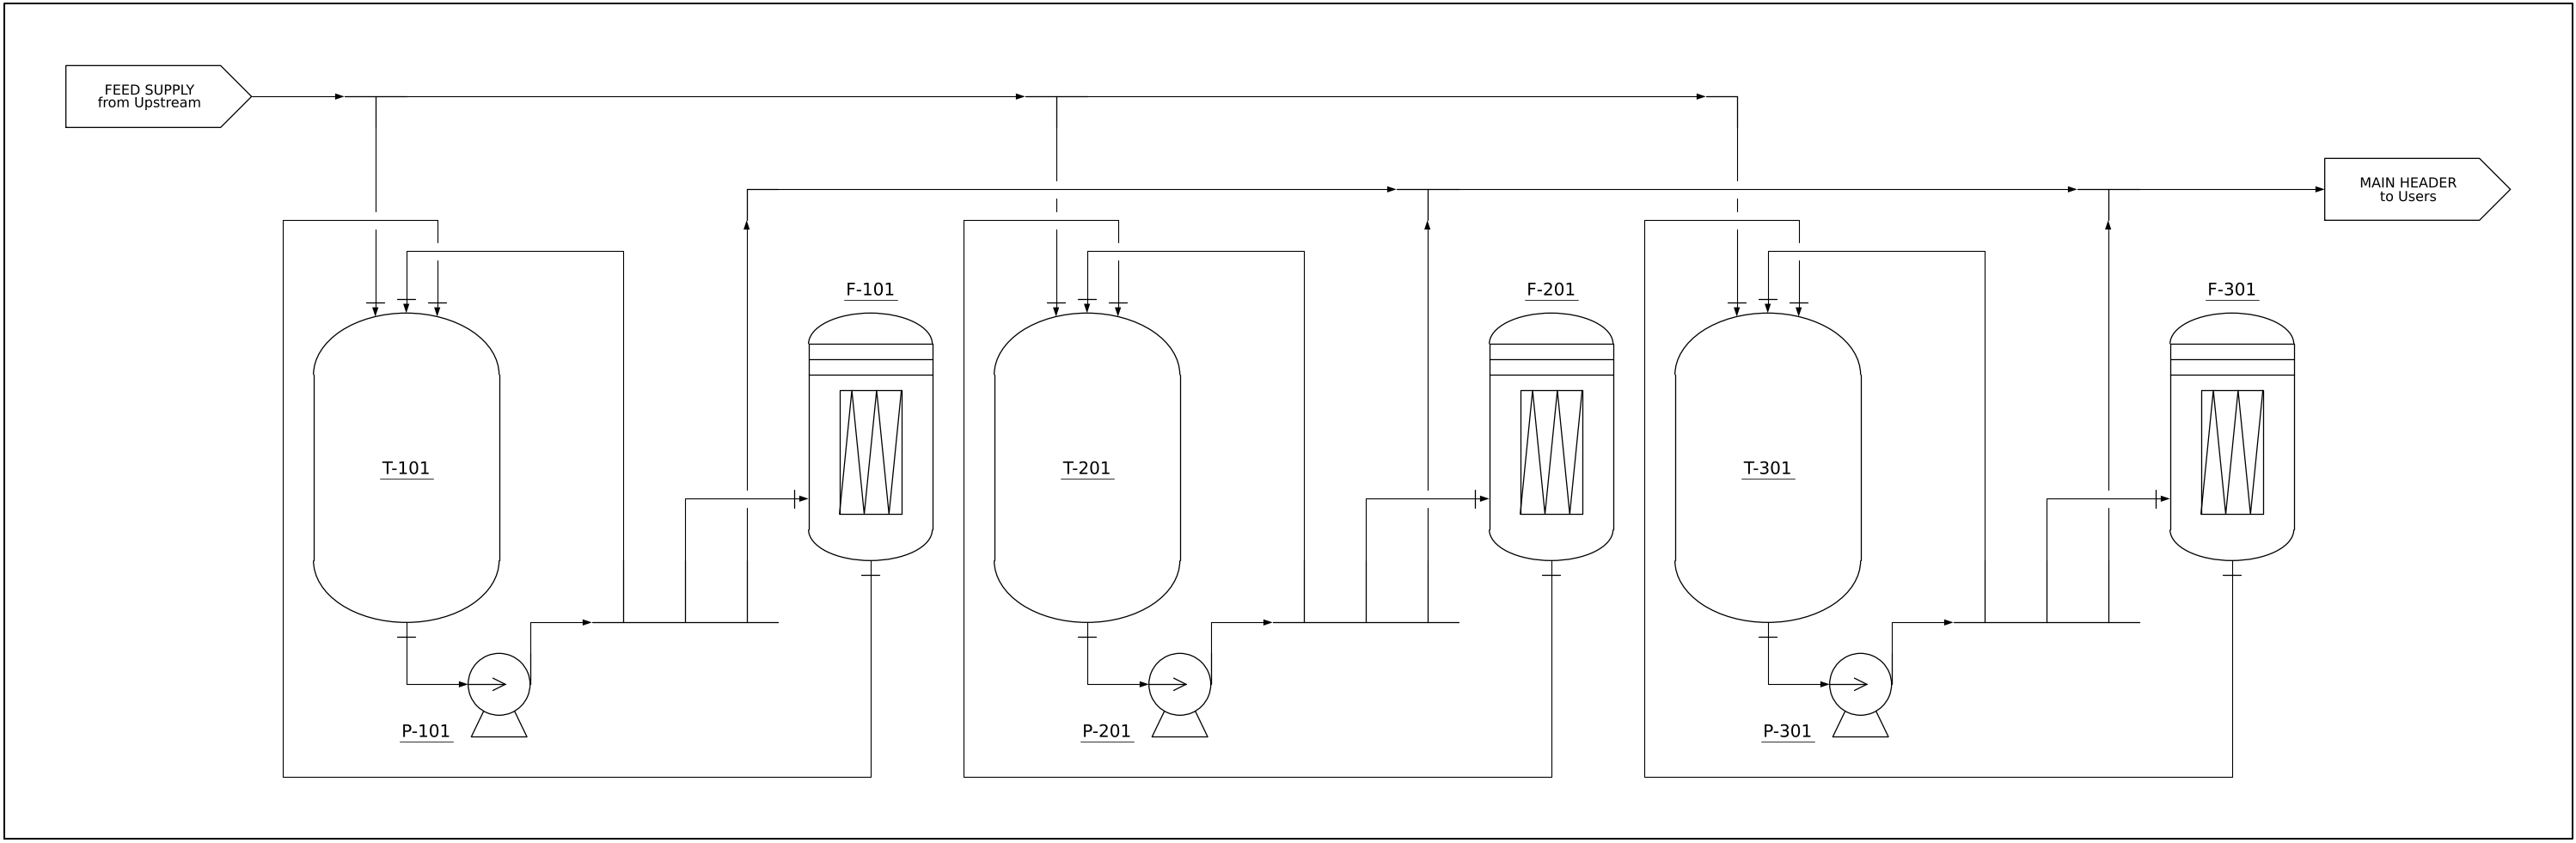 FEED SUPPLY
from Upstream
MAIN HEADER
to Users
F-101
F-201
F-301
T-101
T-201
T-301
P-101
P-201
P-301